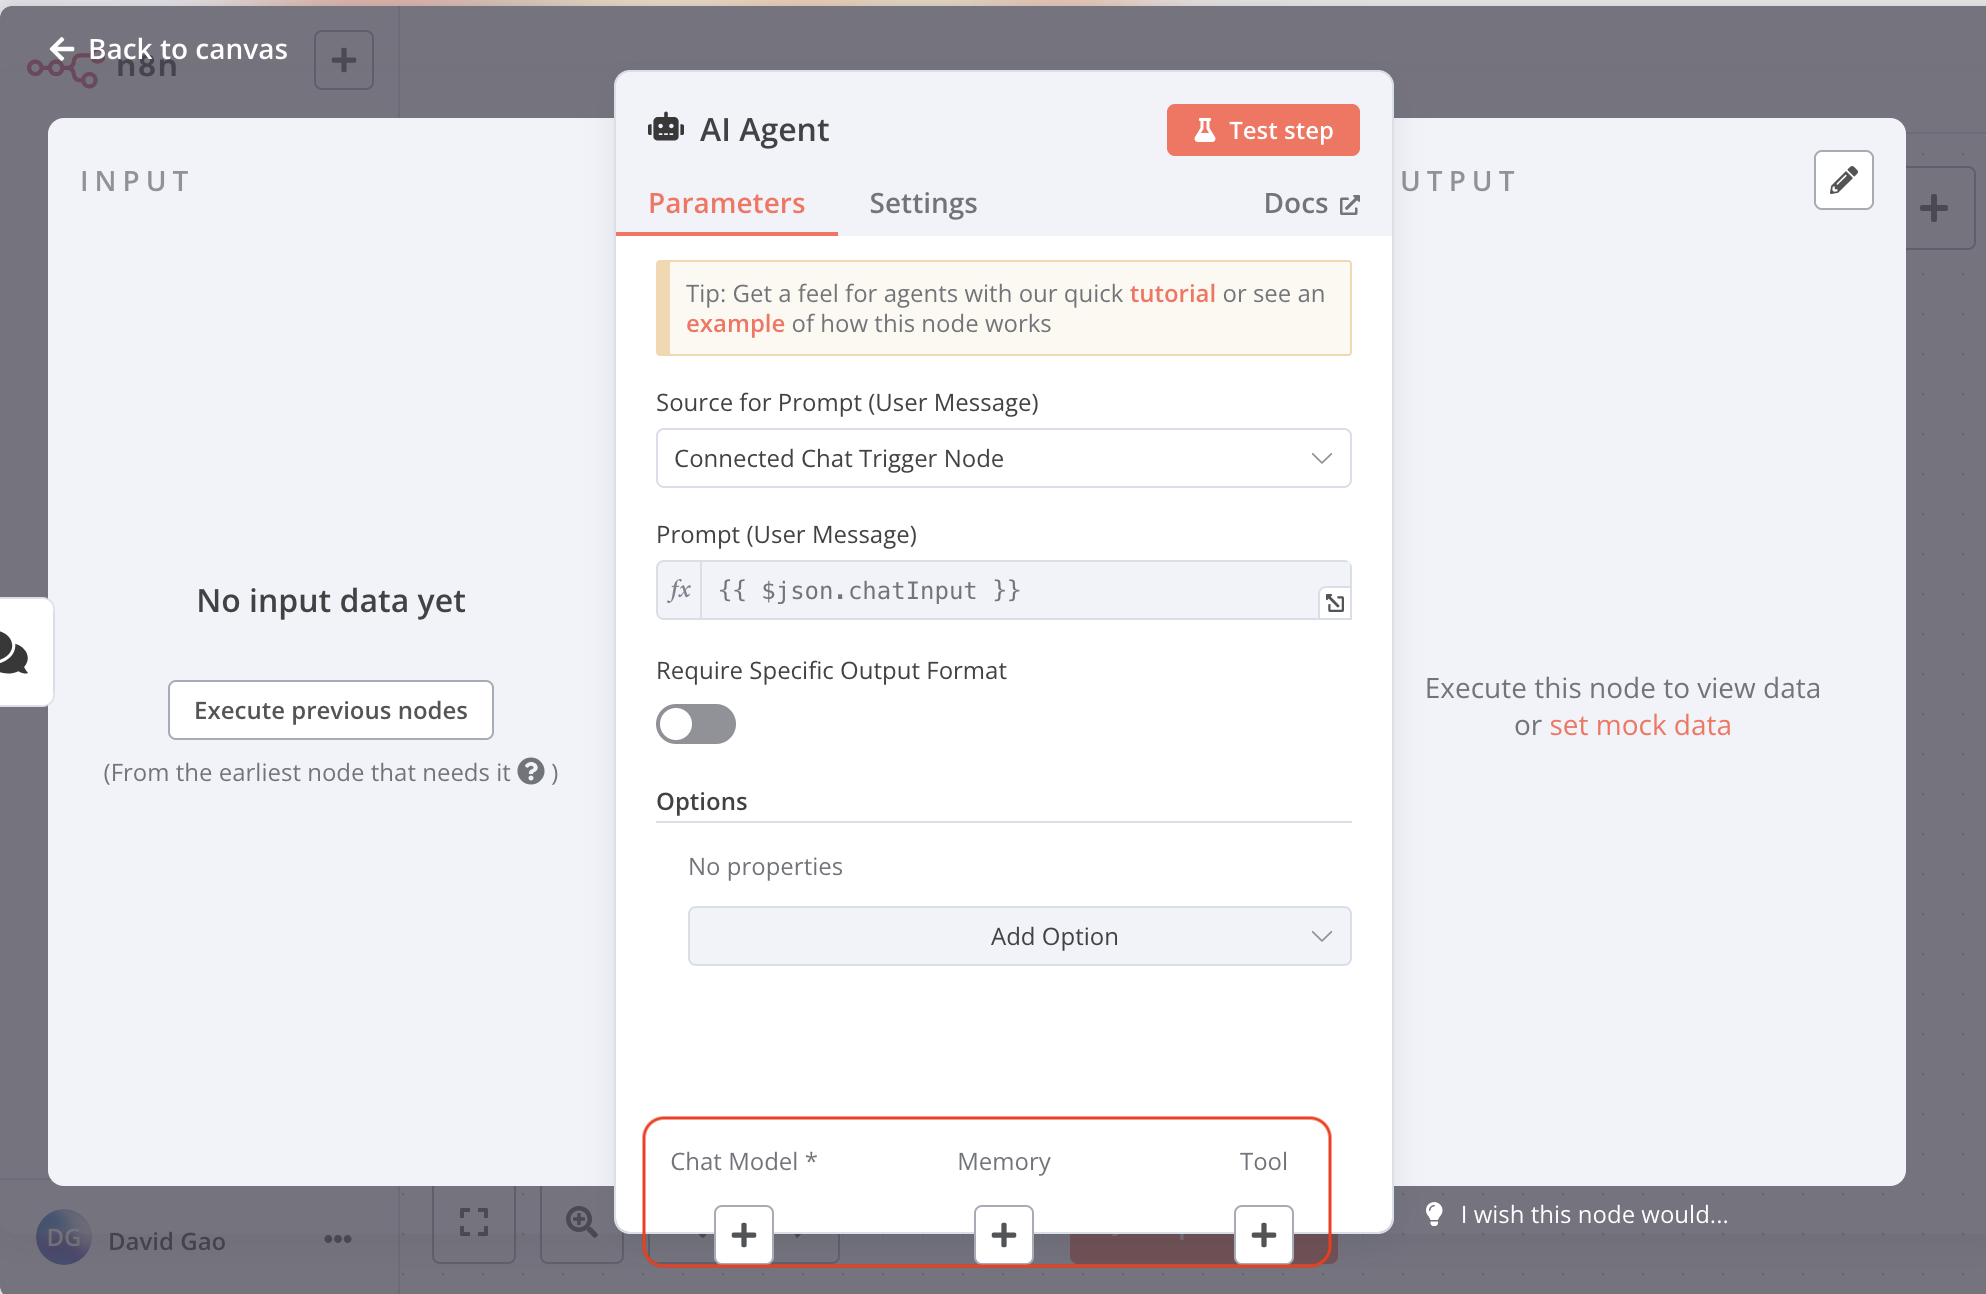 Back to canvas
n8n
INPUT
No input data yet
Execute previous nodes
(From the earliest node that needs it ? )
AI Agent
Test step
Parameters
Settings
Docs
Tip: Get a feel for agents with our quick tutorial or see an
example of how this node works
Source for Prompt (User Message)
Connected Chat Trigger Node
Prompt (User Message)
fx {{ $json.chatInput }}
Require Specific Output Format
Options
No properties
Add Option
Chat Model *
Memory
Tool
UTPUT
Execute this node to view data
or set mock data
I wish this node would...
DG
David Gao